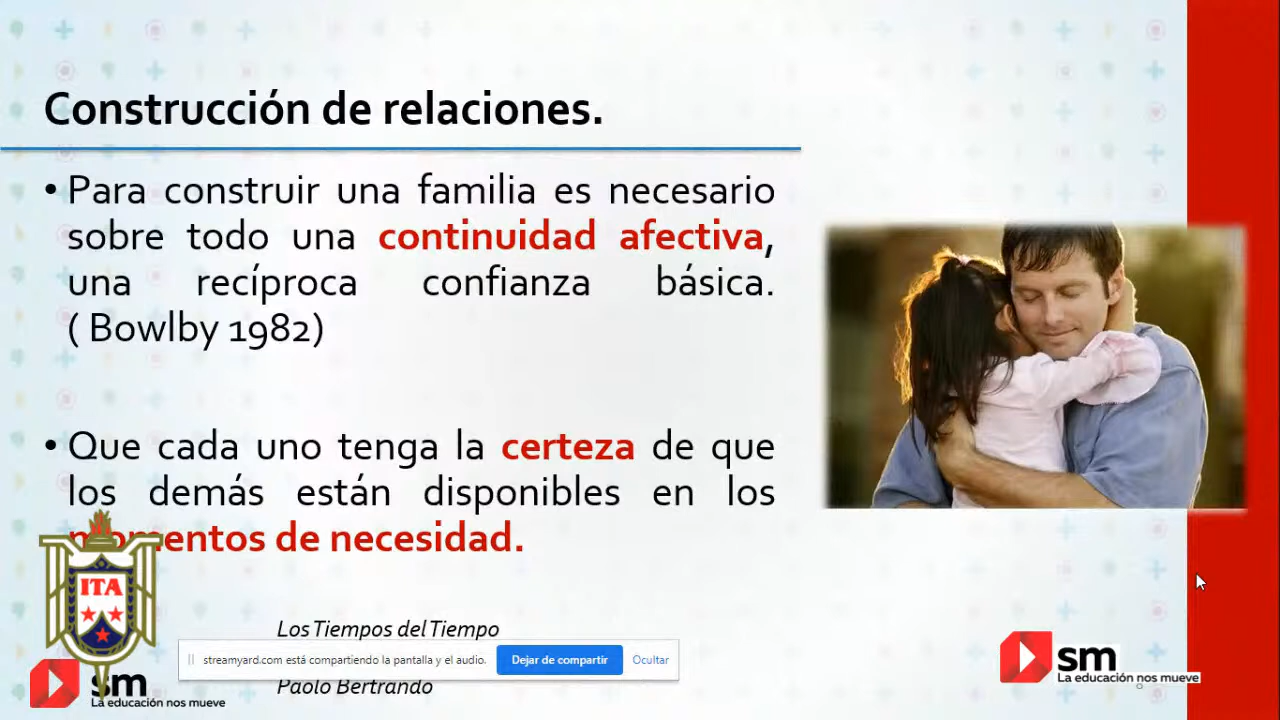 Construcción de relaciones.
• Para construir una familia es necesario
sobre todo una continuidad afectiva,
una recíproca confianza básica.
( Bowlby 1982)
• Que cada uno tenga la certeza de que
los demás están disponibles en los
momentos de necesidad.
ITA
Los Tiempos del Tiempo
streamyard.com está compartiendo la pantalla y el audio. Dejar de compartir Ocultar
Paolo Bertrando
sm
La educación nos mueve
sm
La educación nos mueve